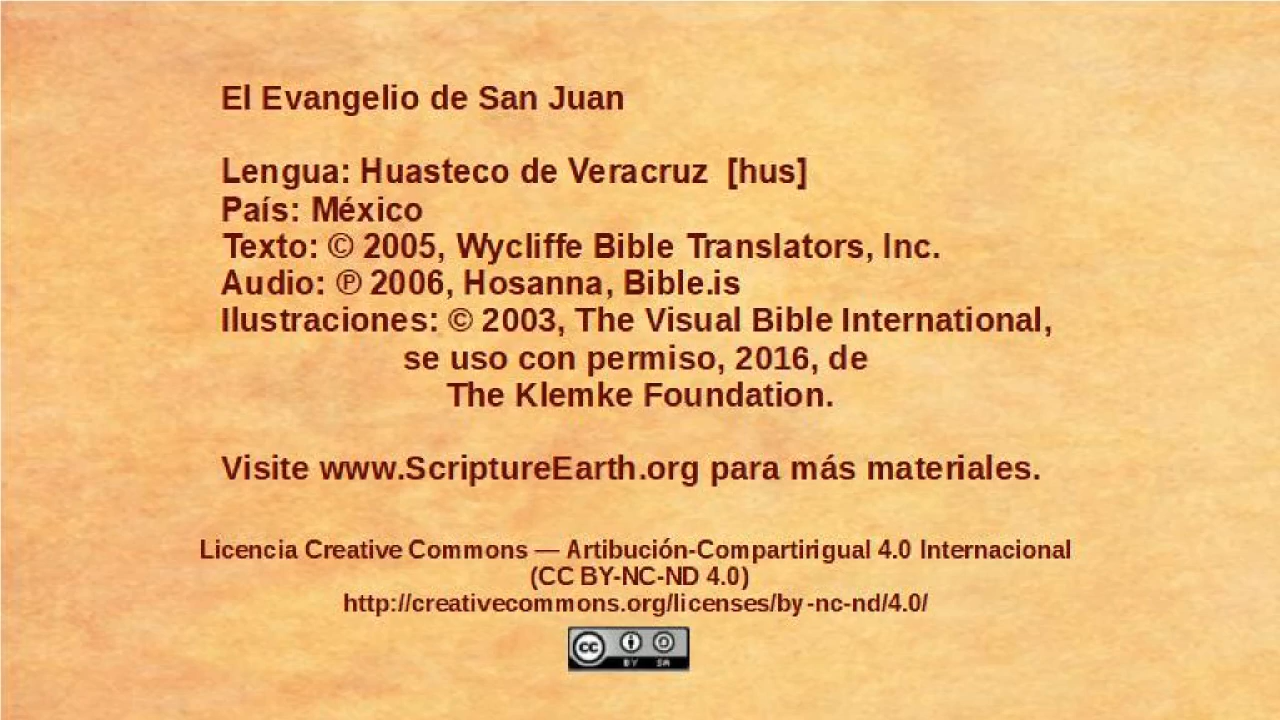 El Evangelio de San Juan
Lengua: Huasteco de Veracruz [hus]
País: México
Texto: © 2005, Wycliffe Bible Translators, Inc.
Audio: ℗ 2006, Hosanna, Bible.is
Ilustraciones: © 2003, The Visual Bible International,
se uso con permiso, 2016, de
The Klemke Foundation.
Visite www.ScriptureEarth.org para más materiales.
Licencia Creative Commons — Artibución-Compartirigual 4.0 Internacional
(CC BY-NC-ND 4.0)
http://creativecommons.org/licenses/by-nc-nd/4.0/
cc BY SA